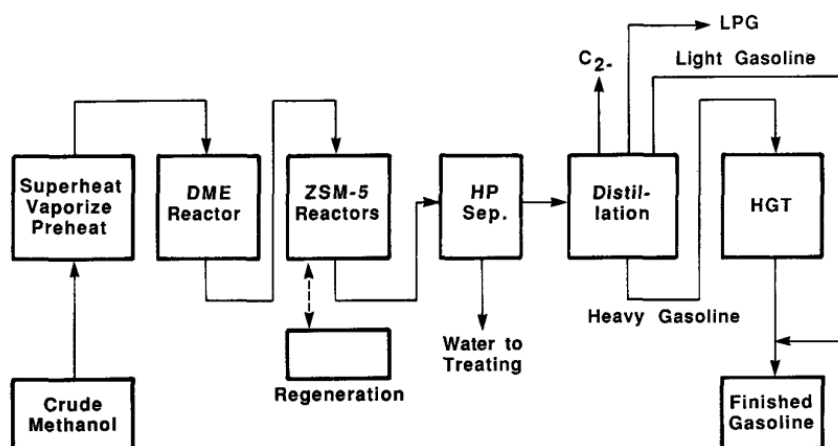 LPG
C2-
Light Gasoline
Superheat
Vaporize
Preheat
DME
Reactor
ZSM-5
Reactors
HP
Sep.
Distil-
lation
HGT
Heavy Gasoline
Water to
Treating
Regeneration
Crude
Methanol
Finished
Gasoline